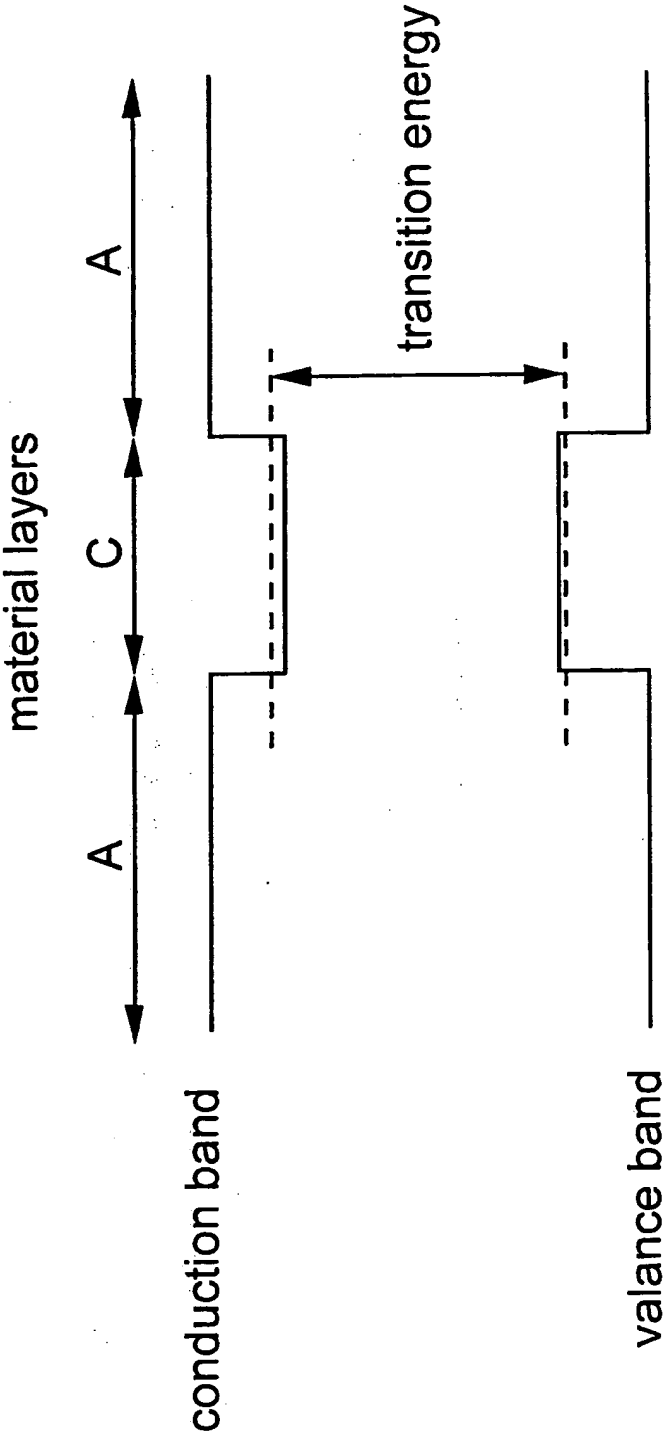 material layers
A
C
A
conduction band
transition energy
valance band